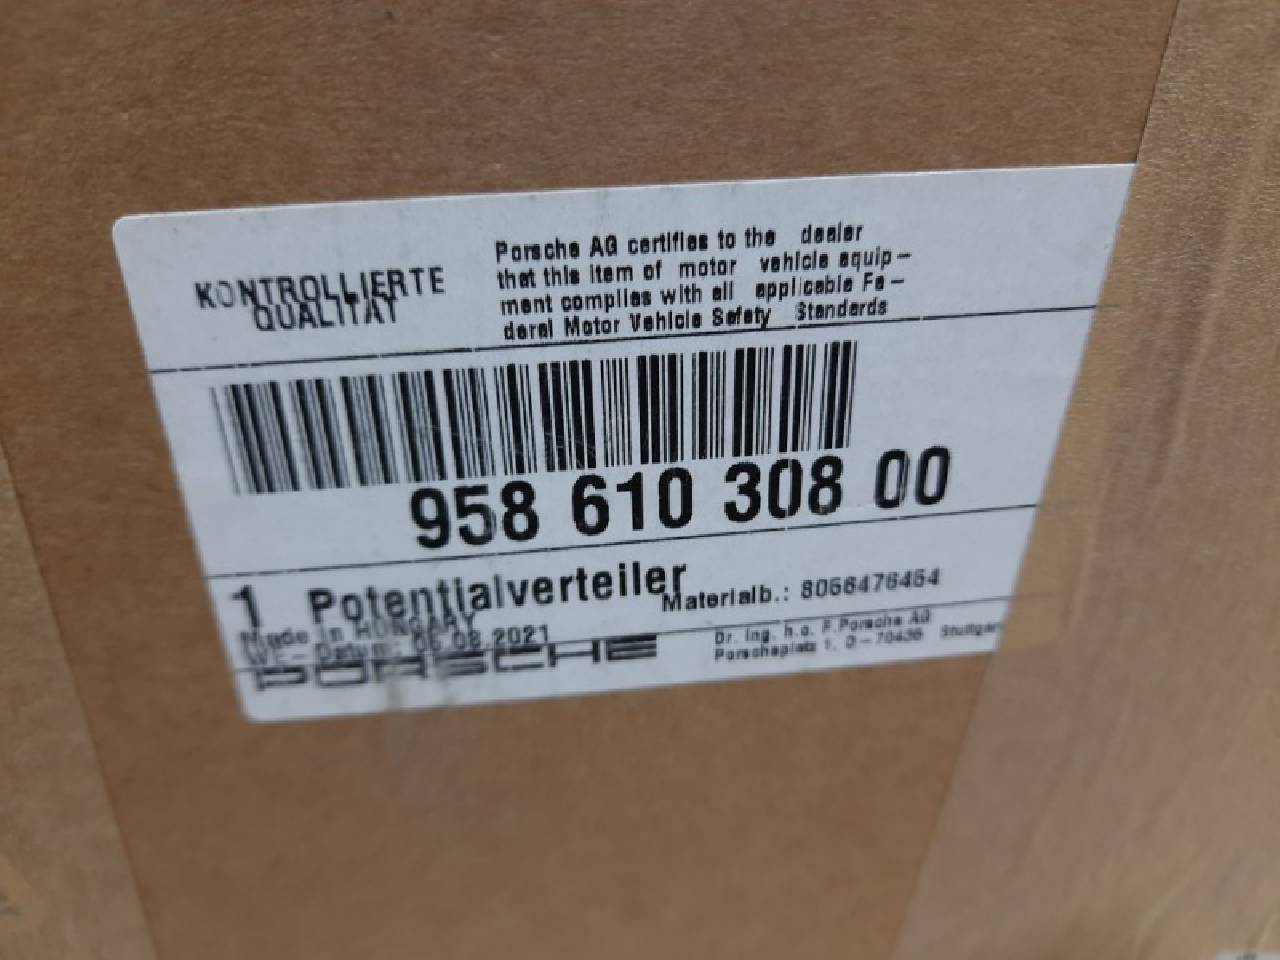 KONTROLLIERTE
QUALITÄT
Porsche AG certifies to the dealer
that this item of motor vehicle equip-
ment complies with all applicable Fe-
deral Motor Vehicle Safety Standards
958 610 308 00
1 Potentialverteiler
Materialb.: 8056476454
Made in HUNGARY
WE-Datum: 06.08.2021
PORSCHE
Dr. Ing. h.c. F.Porsche AG
Porscheplatz 1, D-70436 Stuttgar